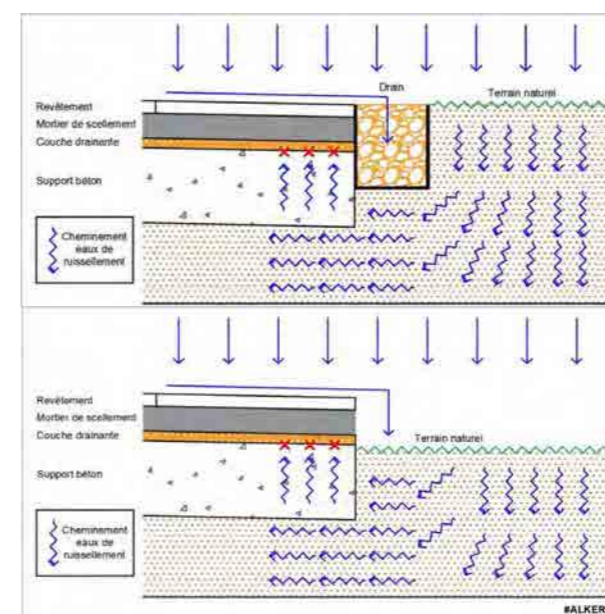 Drain
Terrain naturel
Revêtement
Mortier de scellement
Couche drainante
Support béton
Cheminement
eaux de
ruissellement
Revêtement
Mortier de scellement
Couche drainante
Terrain naturel
Support béton
Cheminement
eaux de
ruissellement
#ALKER